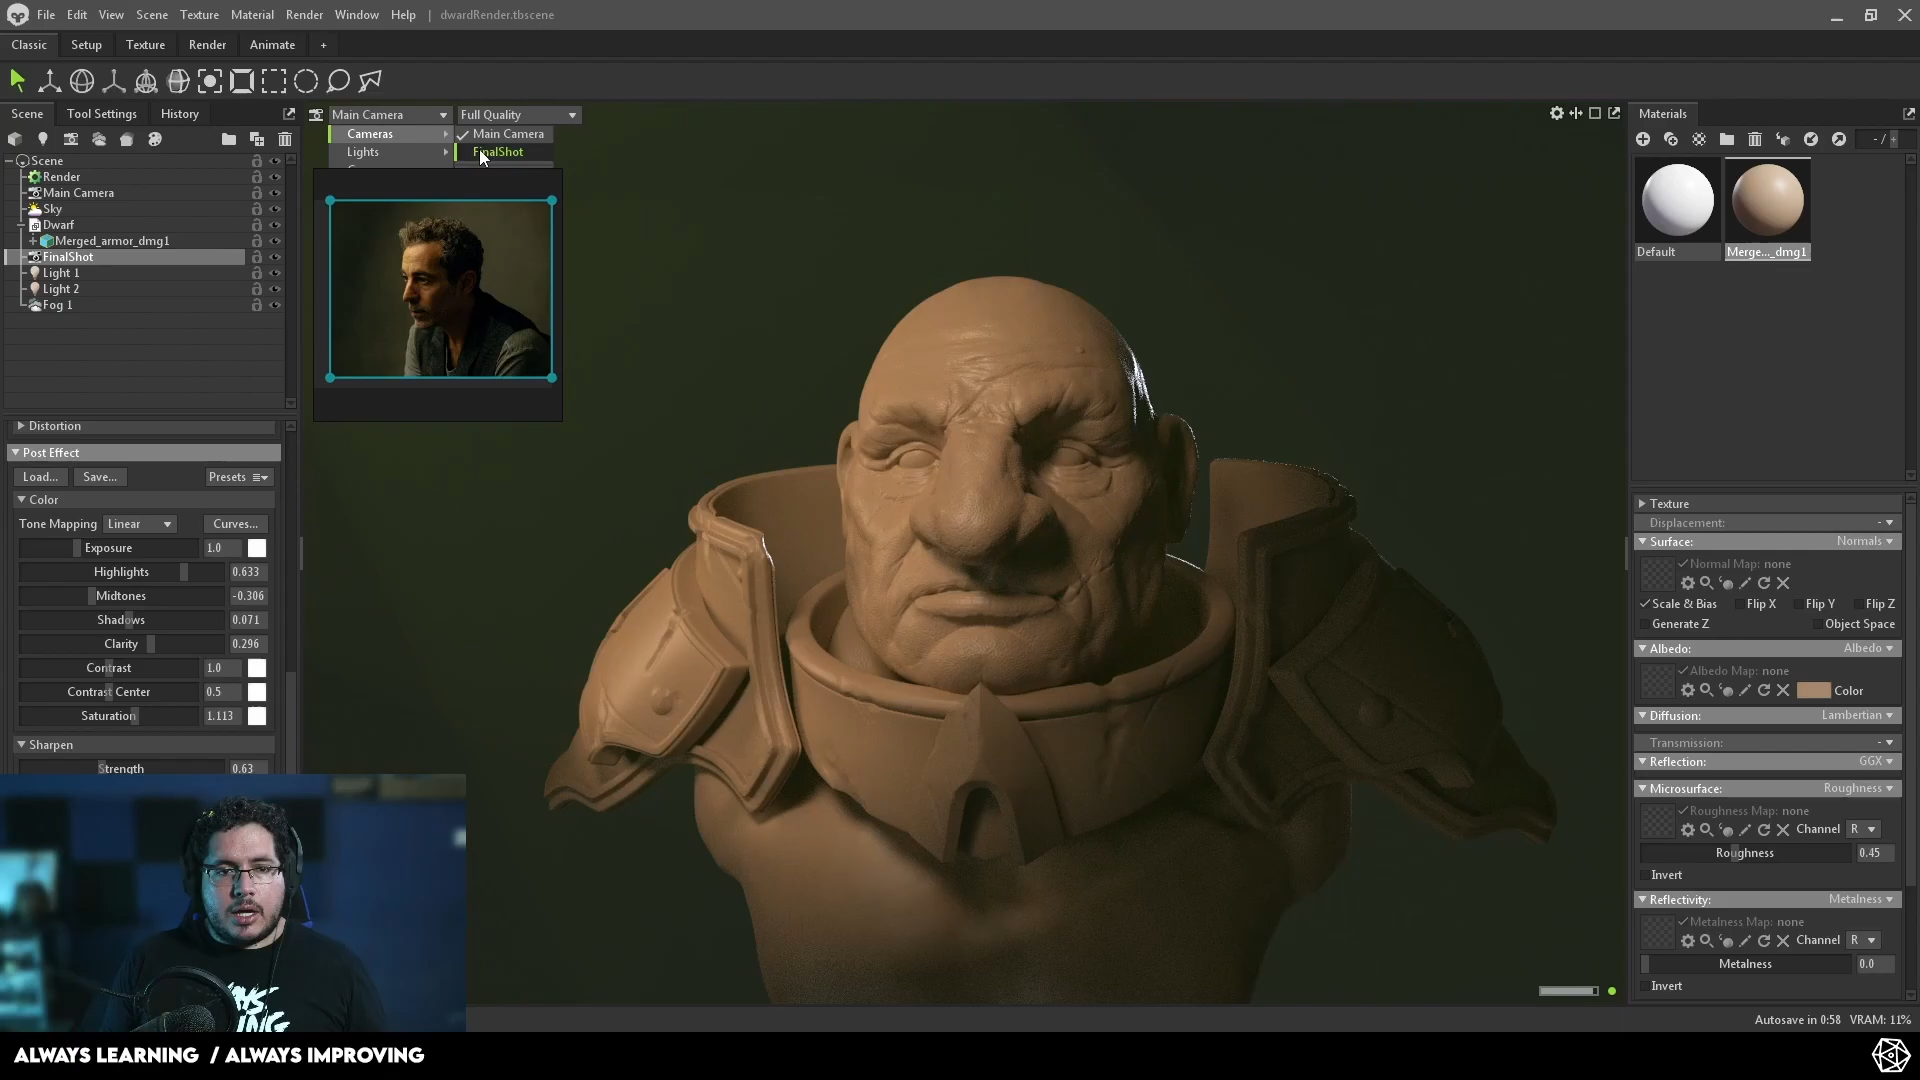 File Edit View Scene Texture Material Render Window Help | dwardRender.tbscene
Classic Setup Texture Render Animate +
Scene Tool Settings History
Main Camera Full Quality
Cameras
Lights
Main Camera
FinalShot
Scene
Render
Main Camera
Sky
Dwarf
Merged_armor_dmg1
FinalShot
Light 1
Light 2
Fog 1
Distortion
Post Effect
Load... Save... Presets
Color
Tone Mapping Linear Curves...
Exposure 1.0
Highlights 0.633
Midtones -0.306
Shadows 0.071
Clarity 0.296
Contrast 1.0
Contrast Center 0.5
Saturation 1.113
Sharpen
Strength 0.63
Materials
- / +
Default Merge..._dmg1
Texture
Displacement: -
Surface: Normals
Normal Map: none
Scale & Bias Flip X Flip Y Flip Z
Generate Z Object Space
Albedo: Albedo
Albedo Map: none
Color
Diffusion: Lambertian
Transmission: -
Reflection: GGX
Microsurface: Roughness
Roughness Map: none
Channel R
Roughness 0.45
Invert
Reflectivity: Metalness
Metalness Map: none
Channel R
Metalness 0.0
Invert
Autosave in 0:58 VRAM: 11%
ALWAYS LEARNING / ALWAYS IMPROVING